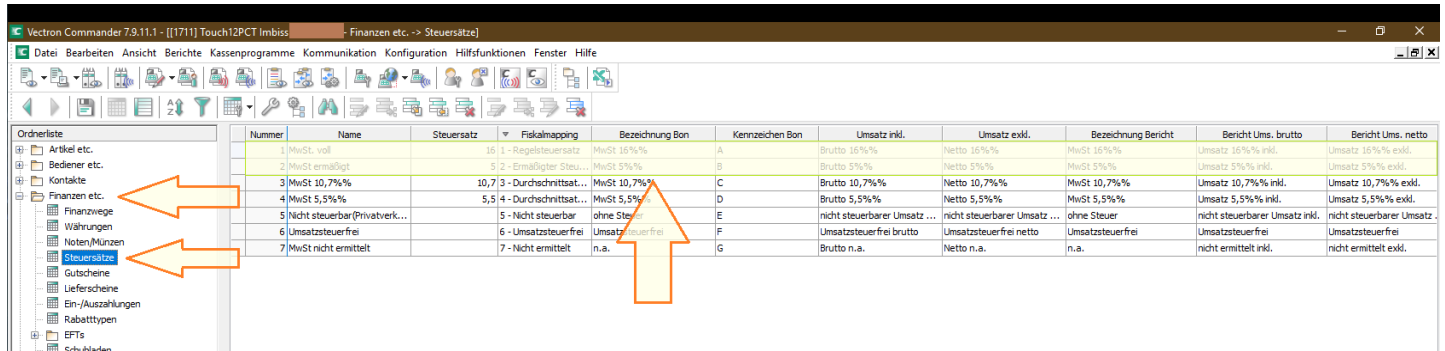 Vectron Commander 7.9.11.1 - [[1711] Touch12PCT Imbiss - Finanzen etc. -> Steuersätze]
Datei Bearbeiten Ansicht Berichte Kassenprogramme Kommunikation Konfiguration Hilfsfunktionen Fenster Hilfe
Ordnerliste
Artikel etc.
Bediener etc.
Kontakte
Finanzen etc.
Finanzwege
Währungen
Noten/Münzen
Steuersätze
Gutscheine
Lieferscheine
Ein-/Auszahlungen
Rabatttypen
EFTs
Schubladen
Nummer Name Steuersatz Fiskalmapping Bezeichnung Bon Kennzeichen Bon Umsatz inkl. Umsatz exkl. Bezeichnung Bericht Bericht Ums. brutto Bericht Ums. netto
1 MwSt. voll 16 1 - Regelsteuersatz MwSt 16%% A Brutto 16%% Netto 16%% MwSt 16%% Umsatz 16%% inkl. Umsatz 16%% exkl.
2 MwSt ermäßigt 5 2 - Ermäßigter Steu... MwSt 5%% B Brutto 5%% Netto 5%% MwSt 5%% Umsatz 5%% inkl. Umsatz 5%% exkl.
3 MwSt 10,7%% 10,7 3 - Durchschnittsat... MwSt 10,7%% C Brutto 10,7%% Netto 10,7%% MwSt 10,7%% Umsatz 10,7%% inkl. Umsatz 10,7%% exkl.
4 MwSt 5,5%% 5,5 4 - Durchschnittsat... MwSt 5,5%% D Brutto 5,5%% Netto 5,5%% MwSt 5,5%% Umsatz 5,5%% inkl. Umsatz 5,5%% exkl.
5 Nicht steuerbar(Privatverk... 5 - Nicht steuerbar ohne Steuer E nicht steuerbarer Umsatz ... nicht steuerbarer Umsatz ... ohne Steuer nicht steuerbarer Umsatz inkl. nicht steuerbarer Umsatz .
6 Umsatzsteuerfrei 6 - Umsatzsteuerfrei Umsatzsteuerfrei F Umsatzsteuerfrei brutto Umsatzsteuerfrei netto Umsatzsteuerfrei Umsatzsteuerfrei Umsatzsteuerfrei
7 MwSt nicht ermittelt 7 - Nicht ermittelt n.a. G Brutto n.a. Netto n.a. n.a. nicht ermittelt inkl. nicht ermittelt exkl.